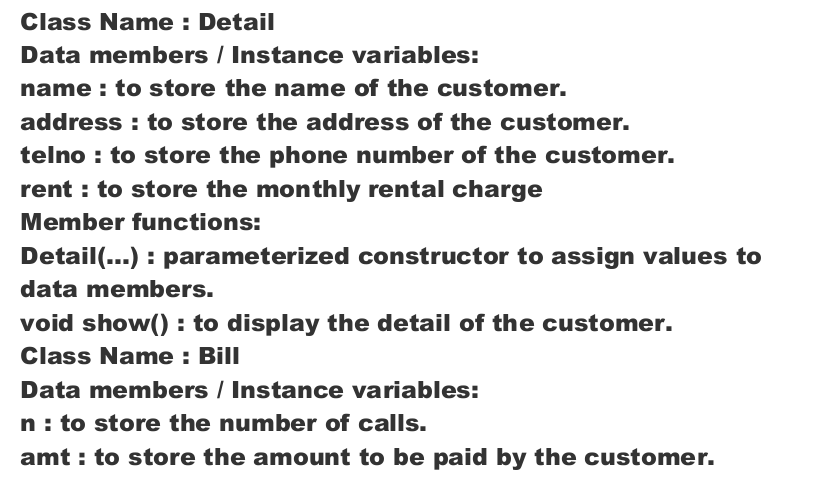 Class Name : Detail
Data members / Instance variables:
name : to store the name of the customer.
address : to store the address of the customer.
telno : to store the phone number of the customer.
rent : to store the monthly rental charge
Member functions:
Detail(...) : parameterized constructor to assign values to
data members.
void show() : to display the detail of the customer.
Class Name : Bill
Data members / Instance variables:
n : to store the number of calls.
amt : to store the amount to be paid by the customer.